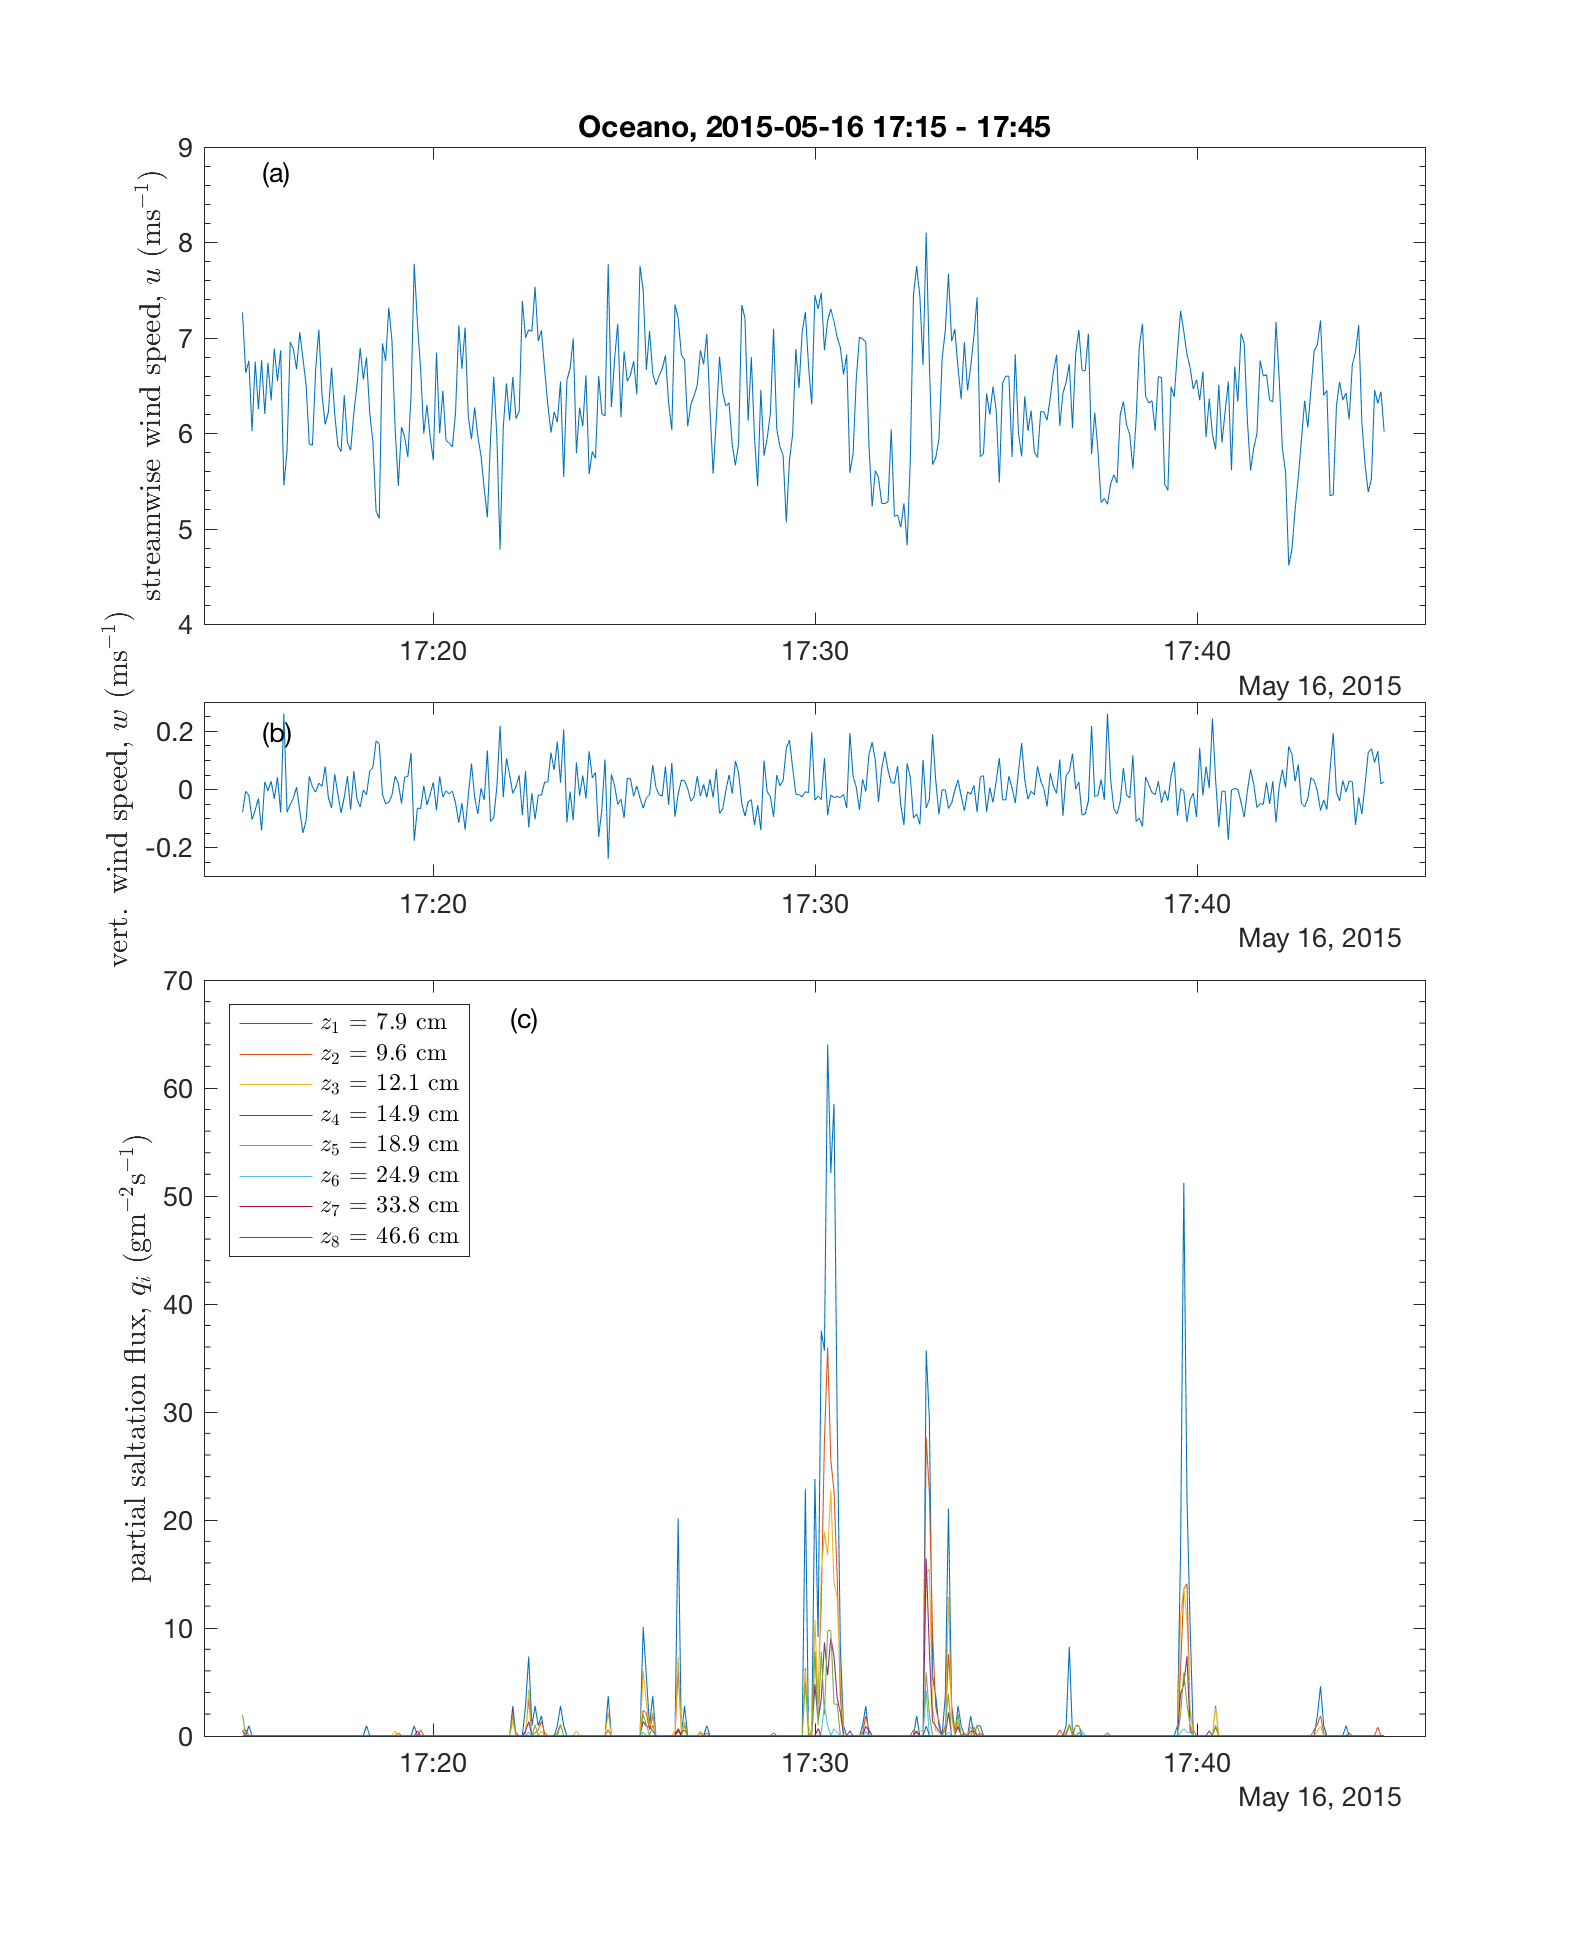 Oceano, 2015-05-16 17:15 - 17:45
(a)
streamwise wind speed, u (ms⁻¹)
9
8
7
6
5
4
17:20 17:30 17:40
May 16, 2015
(b)
vert. wind speed, w (ms⁻¹)
0.2
0
-0.2
17:20 17:30 17:40
May 16, 2015
(c)
partial saltation flux, qᵢ (gm⁻²s⁻¹)
70
60
50
40
30
20
10
0
z₁ = 7.9 cm
z₂ = 9.6 cm
z₃ = 12.1 cm
z₄ = 14.9 cm
z₅ = 18.9 cm
z₆ = 24.9 cm
z₇ = 33.8 cm
z₈ = 46.6 cm
17:20 17:30 17:40
May 16, 2015